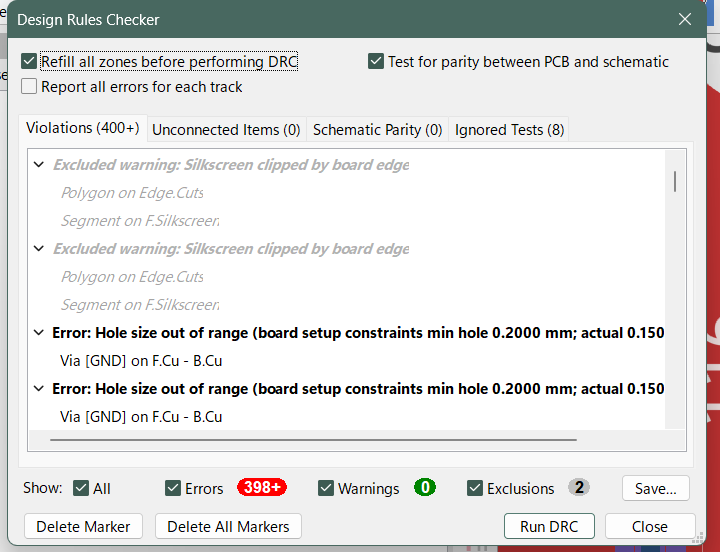 Design Rules Checker
Refill all zones before performing DRC
Test for parity between PCB and schematic
Report all errors for each track
Violations (400+) Unconnected Items (0) Schematic Parity (0) Ignored Tests (8)
Excluded warning: Silkscreen clipped by board edge
Polygon on Edge.Cuts
Segment on F.Silkscreen
Excluded warning: Silkscreen clipped by board edge
Polygon on Edge.Cuts
Segment on F.Silkscreen
Error: Hole size out of range (board setup constraints min hole 0.2000 mm; actual 0.150
Via [GND] on F.Cu - B.Cu
Error: Hole size out of range (board setup constraints min hole 0.2000 mm; actual 0.150
Via [GND] on F.Cu - B.Cu
Show: All Errors 398+ Warnings 0 Exclusions 2 Save...
Delete Marker Delete All Markers Run DRC Close